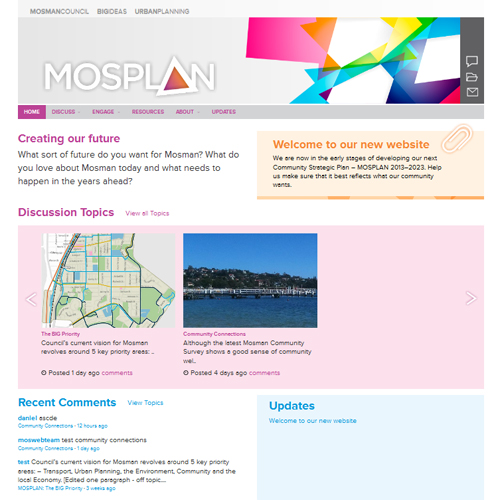 MOSMANCOUNCIL BIGIDEAS URBANPLANNING
MOSPLAN
HOME DISCUSS ENGAGE RESOURCES ABOUT UPDATES
Creating our future
What sort of future do you want for Mosman? What do
you love about Mosman today and what needs to
happen in the years ahead?
Welcome to our new website
We are now in the early stages of developing our next
Community Strategic Plan – MOSPLAN 2013–2023. Help
us make sure that it best reflects what our community
wants.
Discussion Topics View all Topics
The BIG Priority
Council's current vision for Mosman
revolves around 5 key priority areas: ..
Posted 1 day ago comments
Community Connections
Although the latest Mosman Community
Survey shows a good sense of community
wel..
Posted 4 days ago comments
Recent Comments View Topics
daniel ascde
Community Connections - 12 hours ago
moswebteam test community connections
Community Connections - 1 day ago
test Council's current vision for Mosman revolves around 5 key priority
areas: – Transport, Urban Planning, the Environment, Community and the
local Economy. [Edited one paragraph - off topic...
MOSPLAN: The BIG Priority - 3 weeks ago
Updates
Welcome to our new website